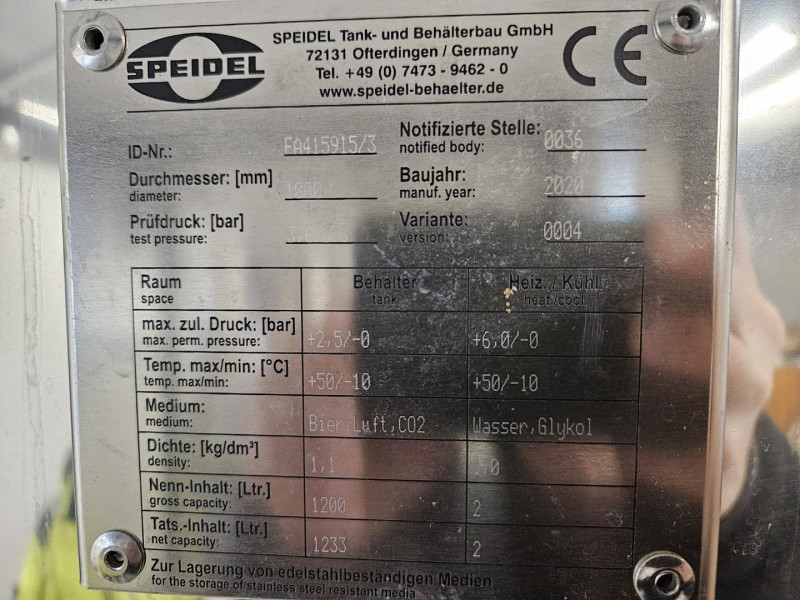 SPEIDEL
SPEIDEL Tank- und Behälterbau GmbH
72131 Ofterdingen / Germany
Tel. +49 (0) 7473 - 9462 - 0
www.speidel-behaelter.de
CE
ID-Nr.: FA415915/3
Notifizierte Stelle: 0036
notified body:
Durchmesser: [mm]
diameter:
Baujahr: 2020
manuf. year:
Prüfdruck: [bar]
test pressure:
Variante: 0004
version:
Raum Behälter Heiz. / Kühl.
space tank heat./cool.
max. zul. Druck: [bar] +2,5/-0 +6,0/-0
max. perm. pressure:
Temp. max/min: [°C] +50/-10 +50/-10
temp. max/min:
Medium: Bier,Luft,CO2 Wasser,Glykol
medium:
Dichte: [kg/dm³] 1,1
density:
Nenn-Inhalt: [Ltr.] 1200 2
gross capacity:
Tats.-Inhalt: [Ltr.] 1233 2
net capacity:
Zur Lagerung von edelstahlbeständigen Medien
for the storage of stainless steel resistant media